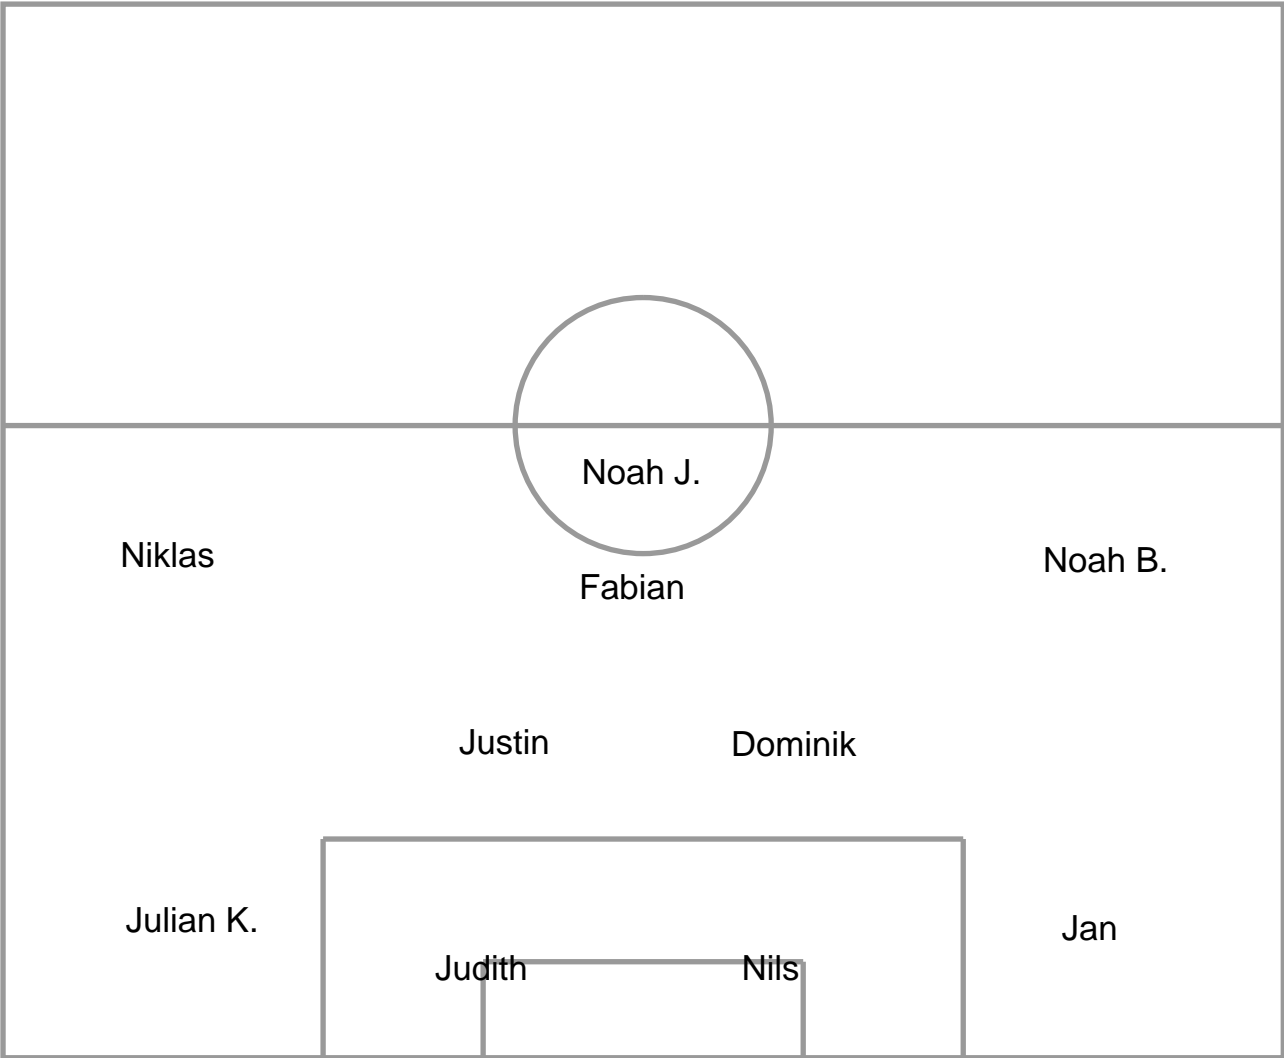 Noah J.
Niklas
Noah B.
Fabian
Justin
Dominik
Julian K.
Jan
Judith
Nils